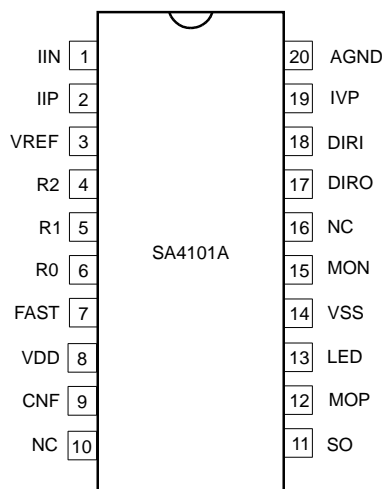 IIN 1 20 AGND
IIP 2 19 IVP
VREF 3 18 DIRI
R2 4 17 DIRO
R1 5 16 NC
SA4101A
R0 6 15 MON
FAST 7 14 VSS
VDD 8 13 LED
CNF 9 12 MOP
NC 10 11 SO